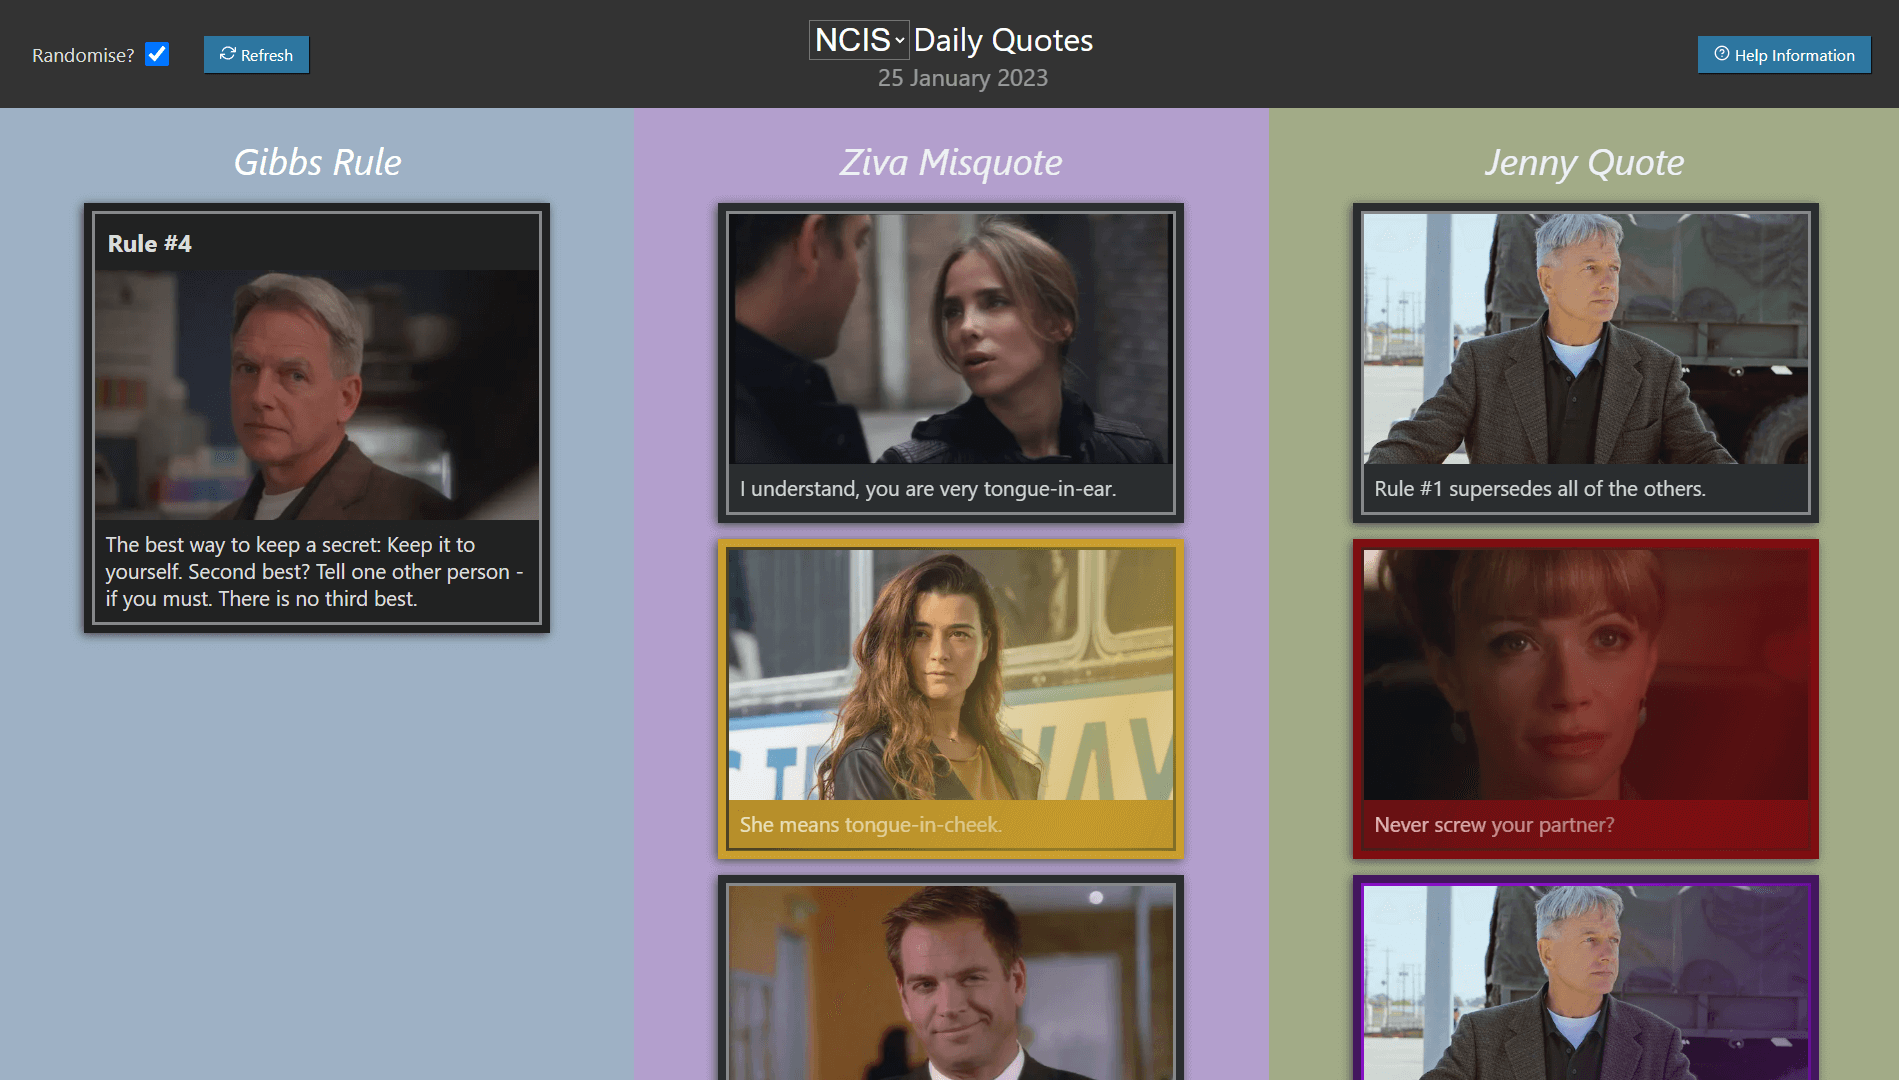 Randomise?
Refresh
NCIS Daily Quotes
25 January 2023
Help Information
Gibbs Rule
Rule #4
The best way to keep a secret: Keep it to
yourself. Second best? Tell one other person -
if you must. There is no third best.
Ziva Misquote
I understand, you are very tongue-in-ear.
She means tongue-in-cheek.
Jenny Quote
Rule #1 supersedes all of the others.
Never screw your partner?